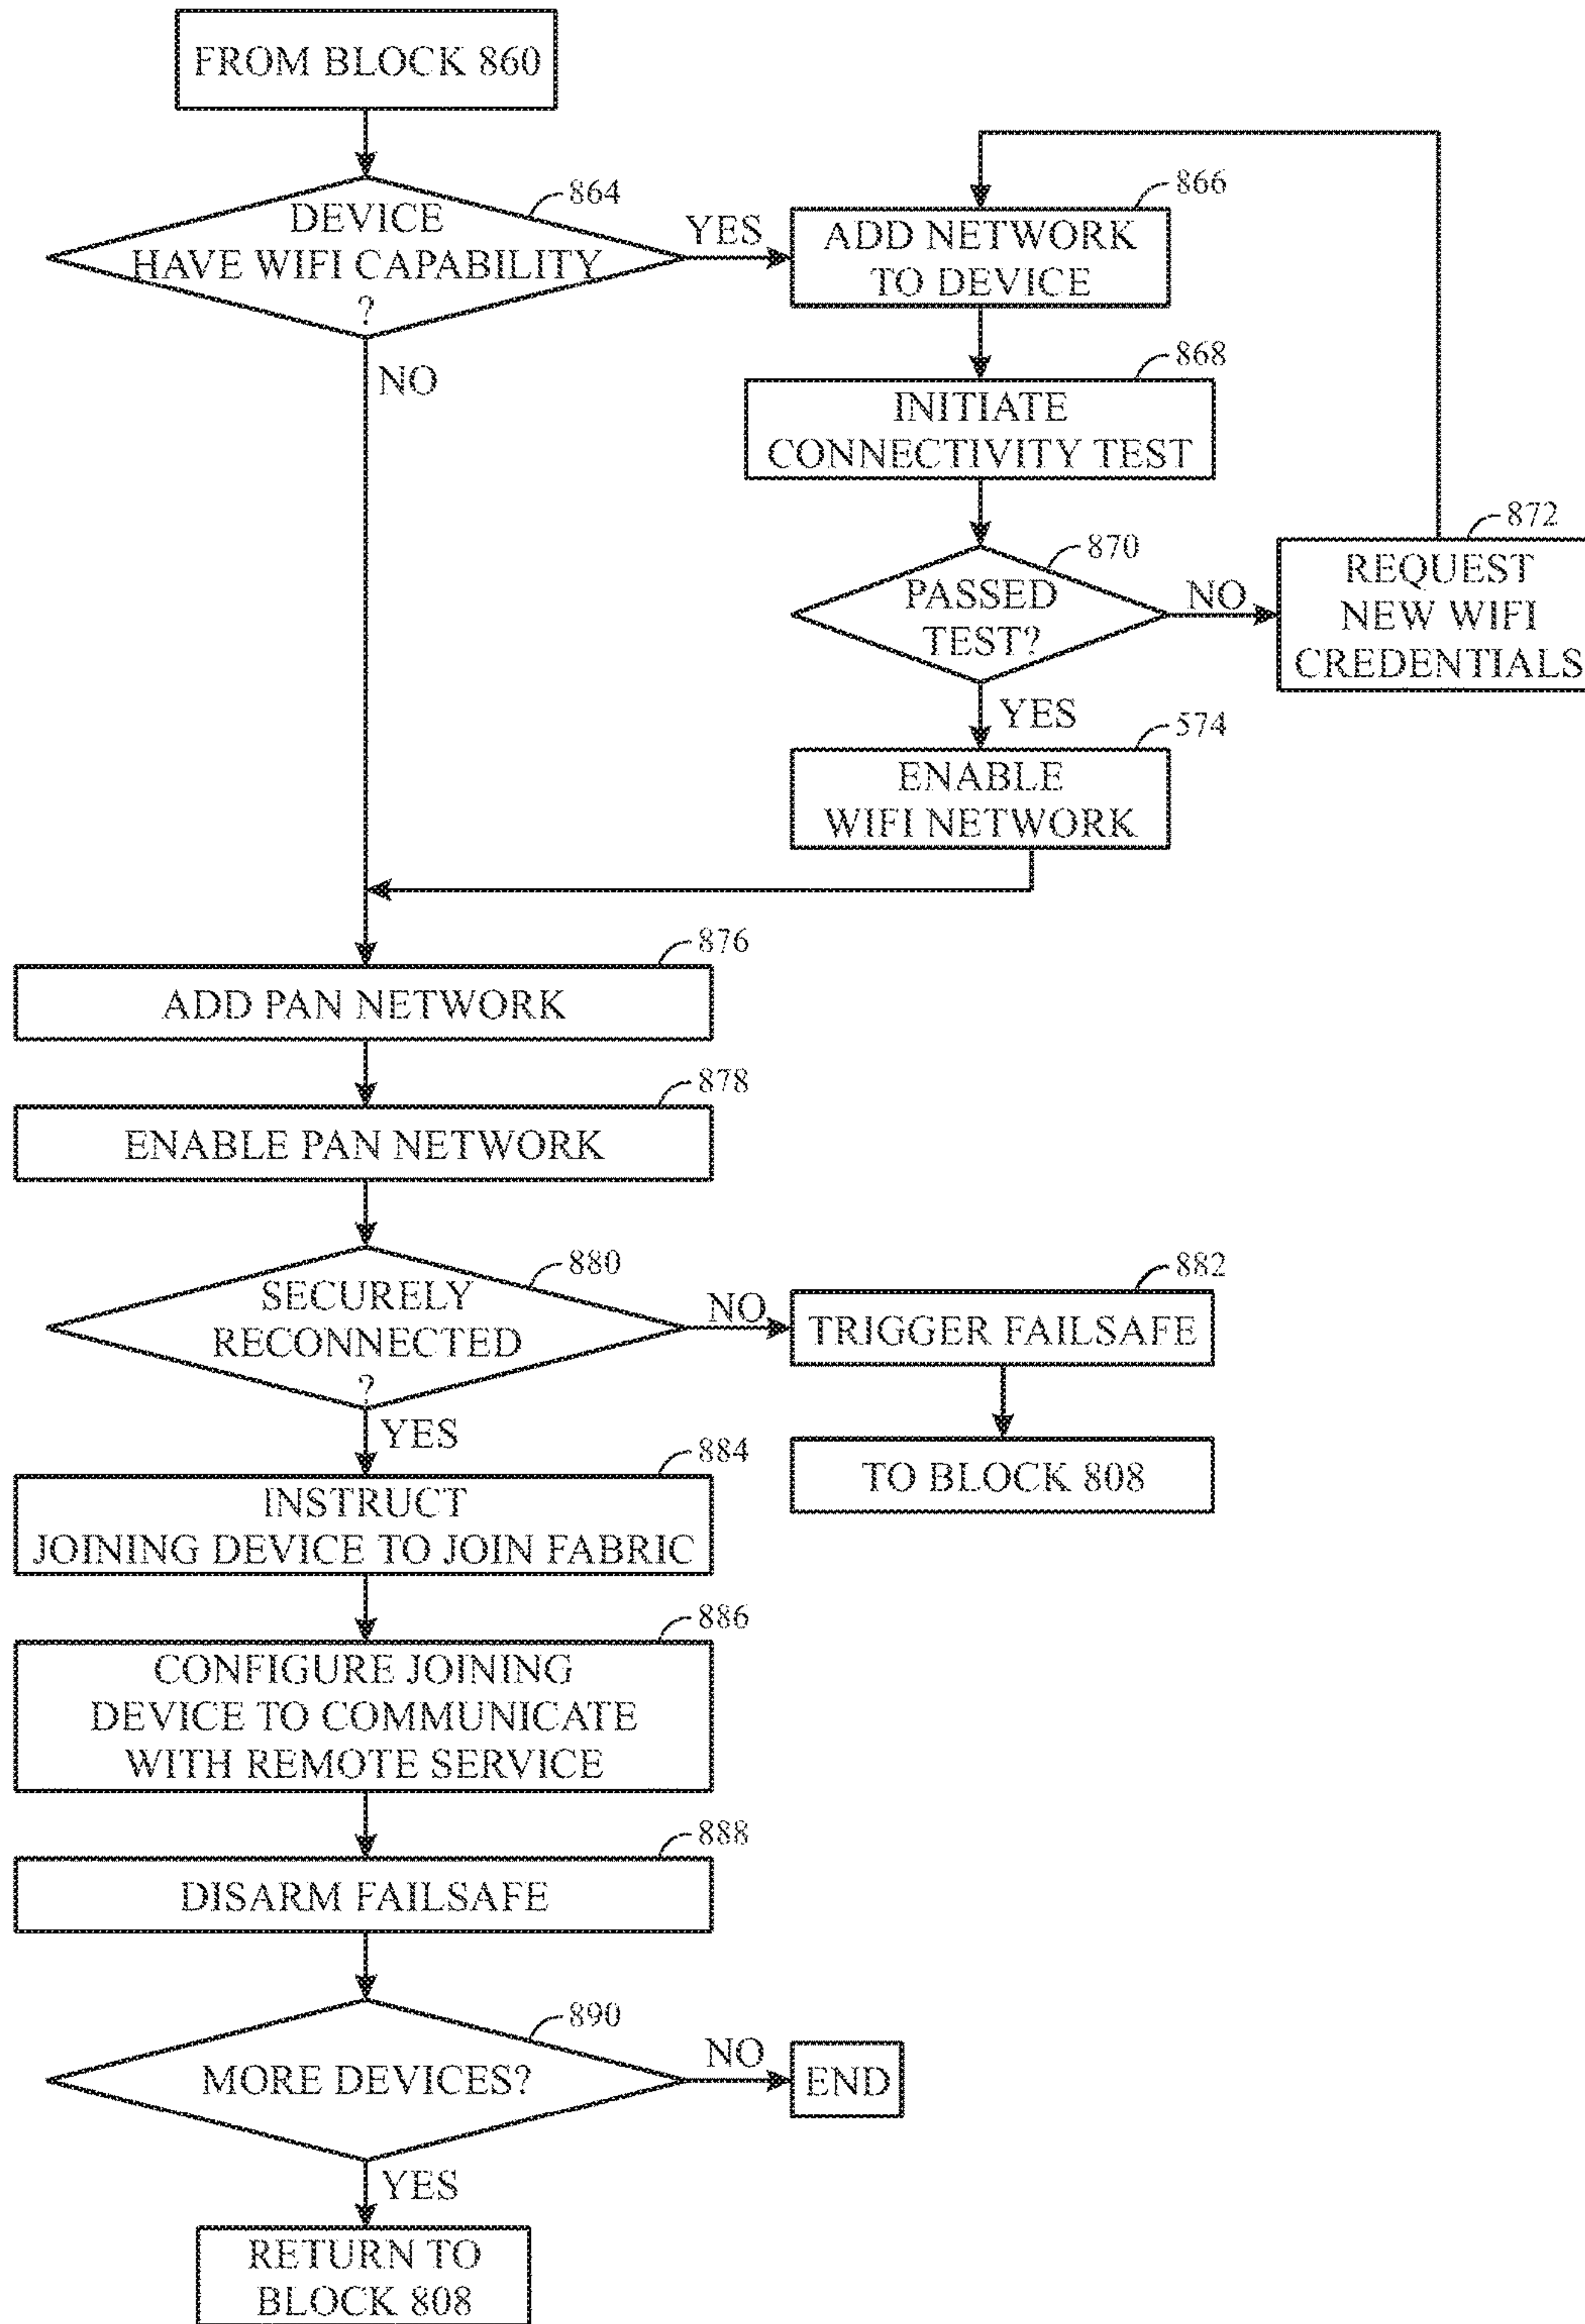 FROM BLOCK 860
864
DEVICE
HAVE WIFI CAPABILITY
?
YES
NO
866
ADD NETWORK
TO DEVICE
868
INITIATE
CONNECTIVITY TEST
870
PASSED
TEST?
NO
872
REQUEST
NEW WIFI
CREDENTIALS
YES
574
ENABLE
WIFI NETWORK
876
ADD PAN NETWORK
878
ENABLE PAN NETWORK
880
SECURELY
RECONNECTED
?
NO
882
TRIGGER FAILSAFE
TO BLOCK 808
YES
884
INSTRUCT
JOINING DEVICE TO JOIN FABRIC
886
CONFIGURE JOINING
DEVICE TO COMMUNICATE
WITH REMOTE SERVICE
888
DISARM FAILSAFE
890
MORE DEVICES?
NO
END
YES
RETURN TO
BLOCK 808